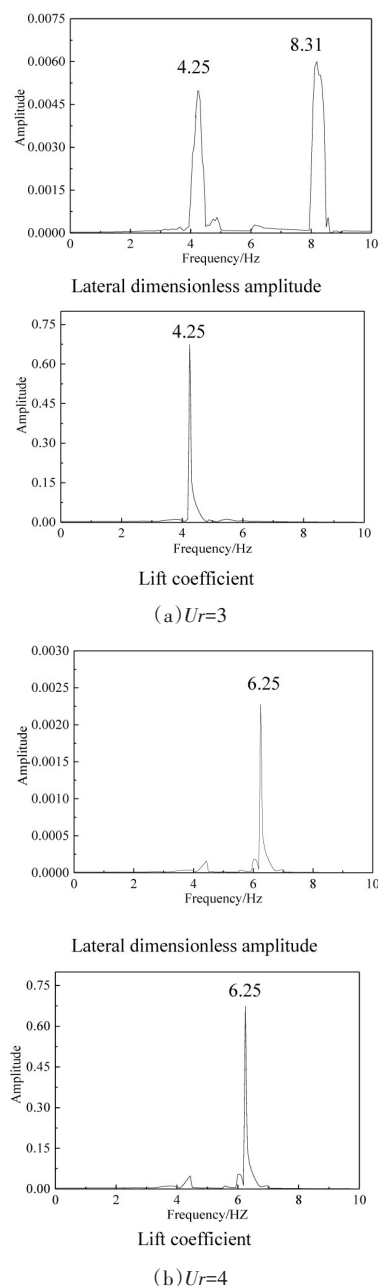 0.0075
0.0060
0.0045
0.0030
0.0015
0.0000
Amplitude
4.25
8.31
0 2 4 6 8 10
Frequency/Hz
Lateral dimensionless amplitude
0.75
0.60
0.45
0.30
0.15
0.00
Amplitude
4.25
0 2 4 6 8 10
Frequency/Hz
Lift coefficient
(a)Ur=3
0.0030
0.0025
0.0020
0.0015
0.0010
0.0005
0.0000
Amplitude
6.25
0 2 4 6 8 10
Frequency/Hz
Lateral dimensionless amplitude
0.75
0.60
0.45
0.30
0.15
0.00
Amplitude
6.25
0 2 4 6 8 10
Frequency/HZ
Lift coefficient
(b)Ur=4